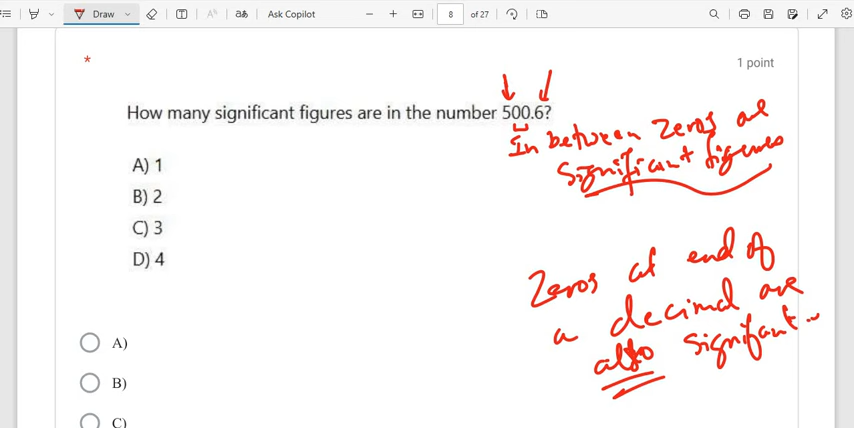 Draw
Ask Copilot
8 of 27
*
1 point
How many significant figures are in the number 500.6?
In between zeros are
significant figures
A) 1
B) 2
C) 3
D) 4
Zeros at end of
a decimal are
also signifant
A)
B)
C)